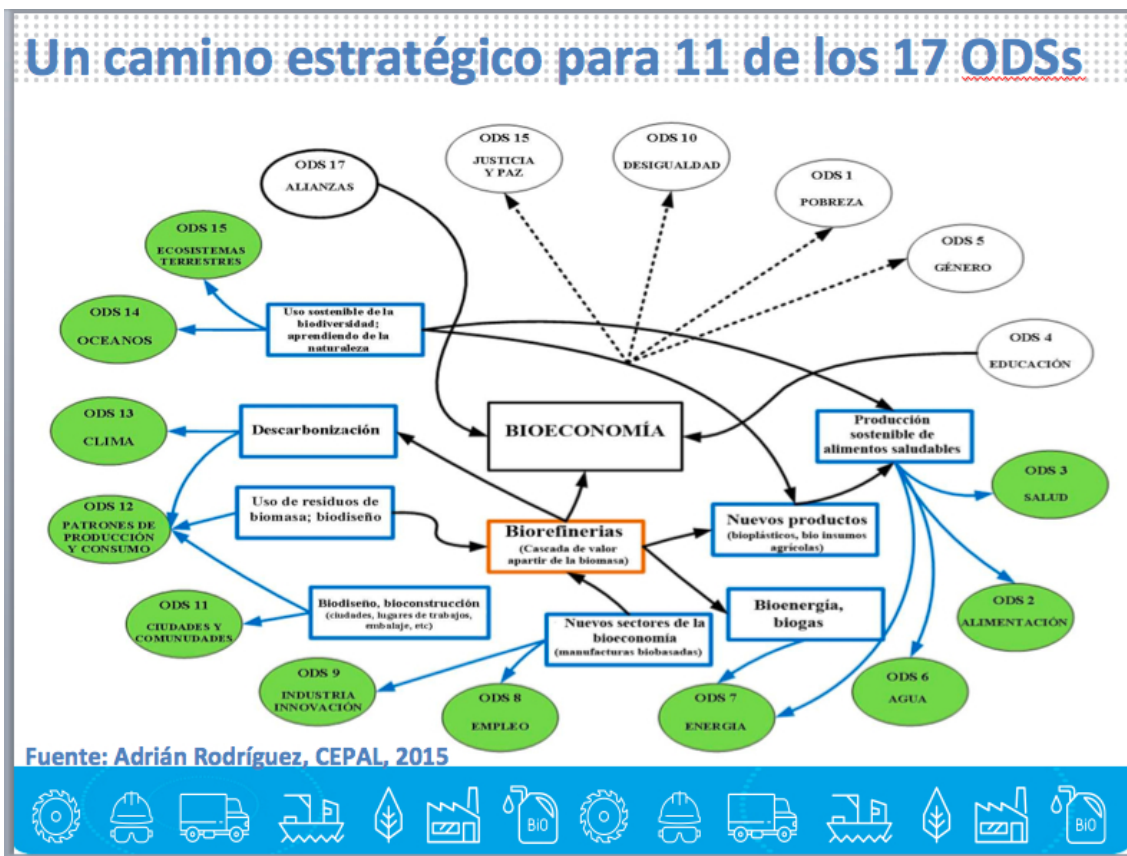 Un camino estratégico para 11 de los 17 ODSs
ODS 17
ALIANZAS
ODS 15
JUSTICIA
Y PAZ
ODS 10
DESIGUALDAD
ODS 1
POBREZA
ODS 5
GÉNERO
ODS 4
EDUCACIÓN
ODS 15
ECOSISTEMAS
TERRESTRES
ODS 14
OCEANOS
Uso sostenible de la
biodiversidad;
aprendiendo de la
naturaleza
ODS 13
CLIMA
Descarbonización
BIOECONOMÍA
Producción
sostenible de
alimentos saludables
ODS 3
SALUD
ODS 12
PATRONES DE
PRODUCCIÓN
Y CONSUMO
Uso de residuos de
biomasa; biodiseño
Biorefinerias
(Cascada de valor
apartir de la biomasa)
Nuevos productos
(bioplásticos, bio insumos
agrícolas)
ODS 11
CIUDADES Y
COMUNUDADES
Biodiseño, bioconstrucción
(ciudades, lugares de trabajos,
embalaje, etc)
Nuevos sectores de la
bioeconomía
(manufacturas biobasadas)
Bioenergía,
biogas
ODS 2
ALIMENTACIÓN
ODS 9
INDUSTRIA
INNOVACIÓN
ODS 8
EMPLEO
ODS 7
ENERGIA
ODS 6
AGUA
Fuente: Adrián Rodríguez, CEPAL, 2015
BiO
BiO